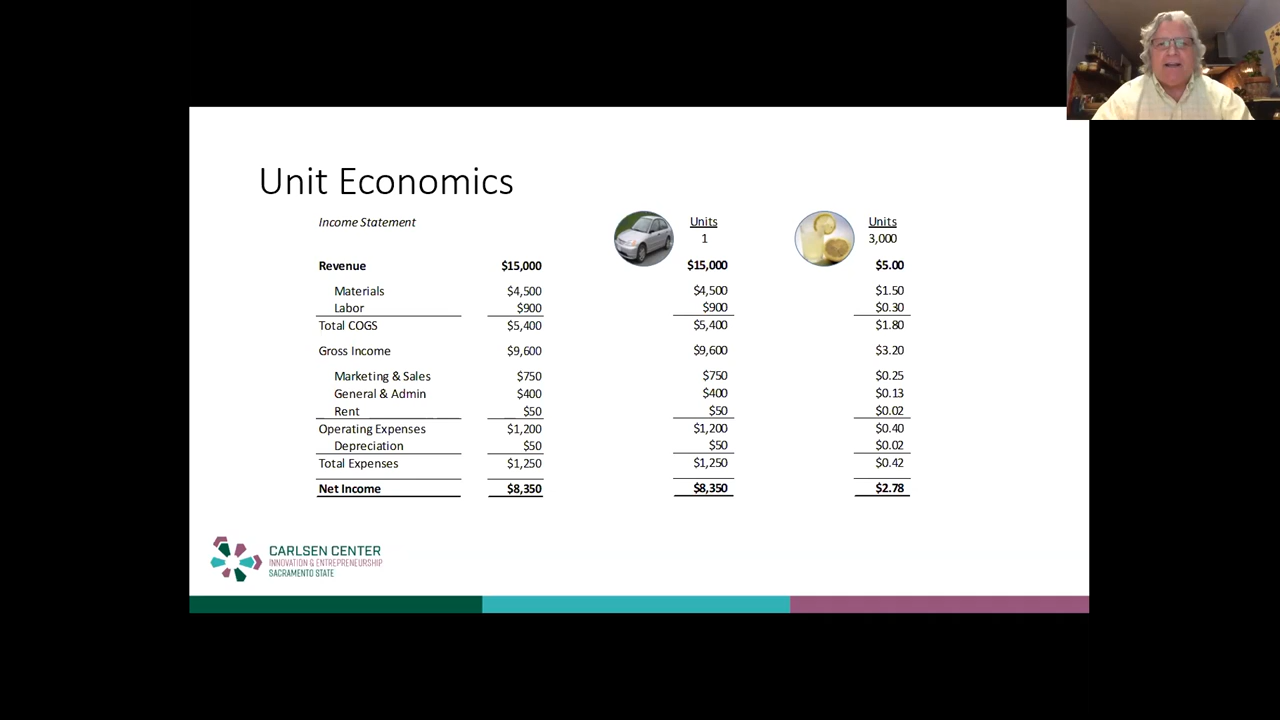 Unit Economics
Income Statement
Units
Units
1
3,000
Revenue $15,000 $15,000 $5.00
Materials $4,500 $4,500 $1.50
Labor $900 $900 $0.30
Total COGS $5,400 $5,400 $1.80
Gross Income $9,600 $9,600 $3.20
Marketing & Sales $750 $750 $0.25
General & Admin $400 $400 $0.13
Rent $50 $50 $0.02
Operating Expenses $1,200 $1,200 $0.40
Depreciation $50 $50 $0.02
Total Expenses $1,250 $1,250 $0.42
Net Income $8,350 $8,350 $2.78
CARLSEN CENTER
INNOVATION & ENTREPRENEURSHIP
SACRAMENTO STATE